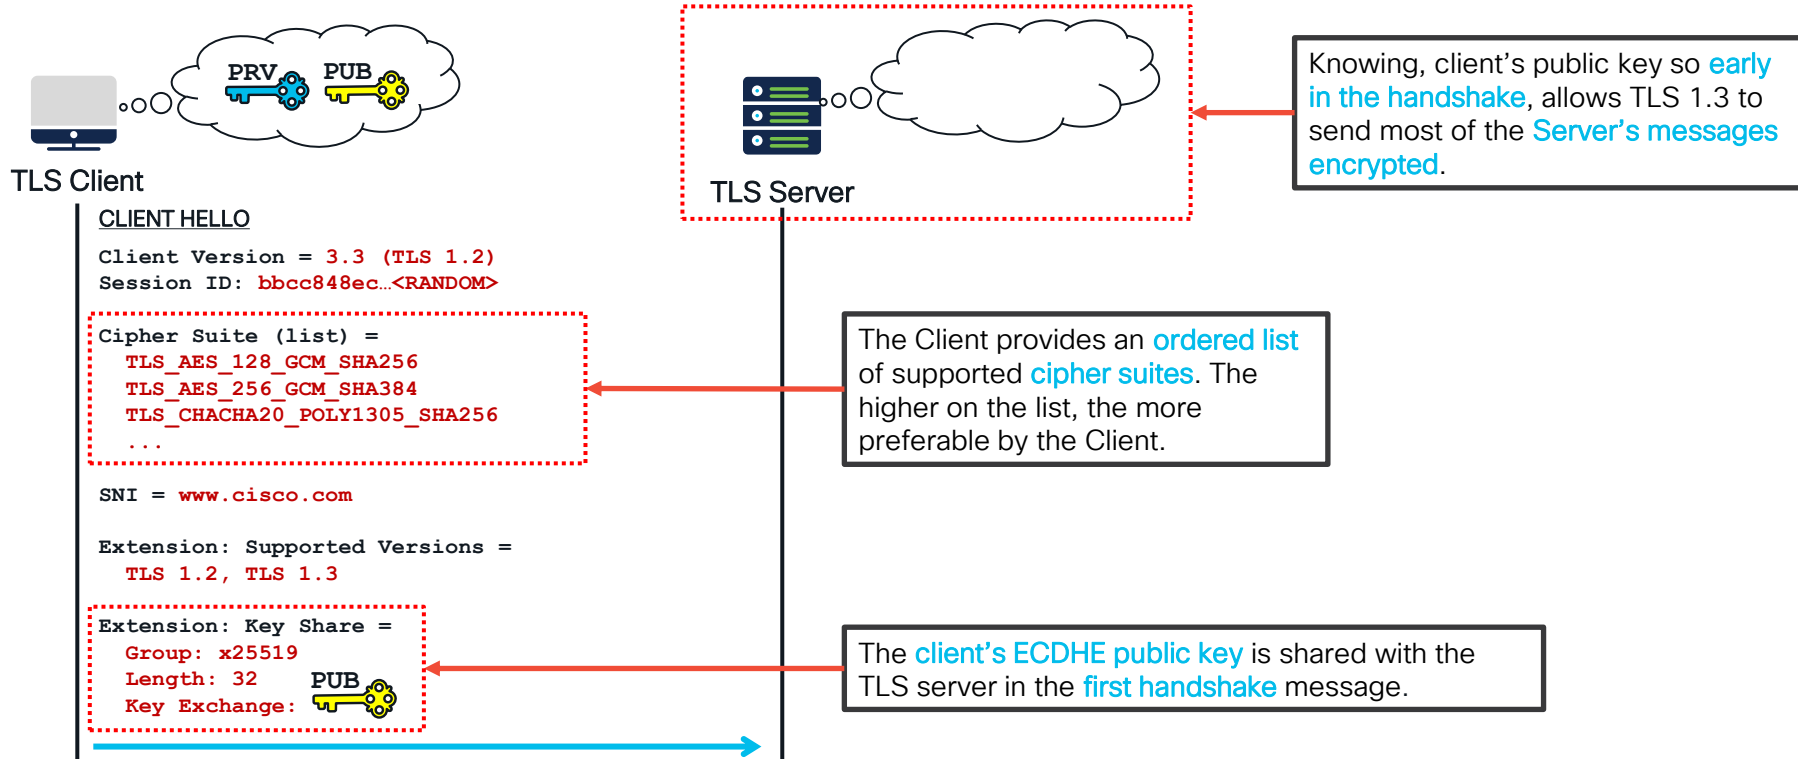 PRV
PUB
TLS Client
TLS Server
Knowing, client's public key so early
in the handshake, allows TLS 1.3 to
send most of the Server's messages
encrypted.
CLIENT HELLO
Client Version = 3.3 (TLS 1.2)
Session ID: bbcc848ec…<RANDOM>
Cipher Suite (list) =
TLS_AES_128_GCM_SHA256
TLS_AES_256_GCM_SHA384
TLS_CHACHA20_POLY1305_SHA256
...
The Client provides an ordered list
of supported cipher suites. The
higher on the list, the more
preferable by the Client.
SNI = www.cisco.com
Extension: Supported Versions =
TLS 1.2, TLS 1.3
Extension: Key Share =
Group: x25519
Length: 32
Key Exchange:
PUB
The client's ECDHE public key is shared with the
TLS server in the first handshake message.